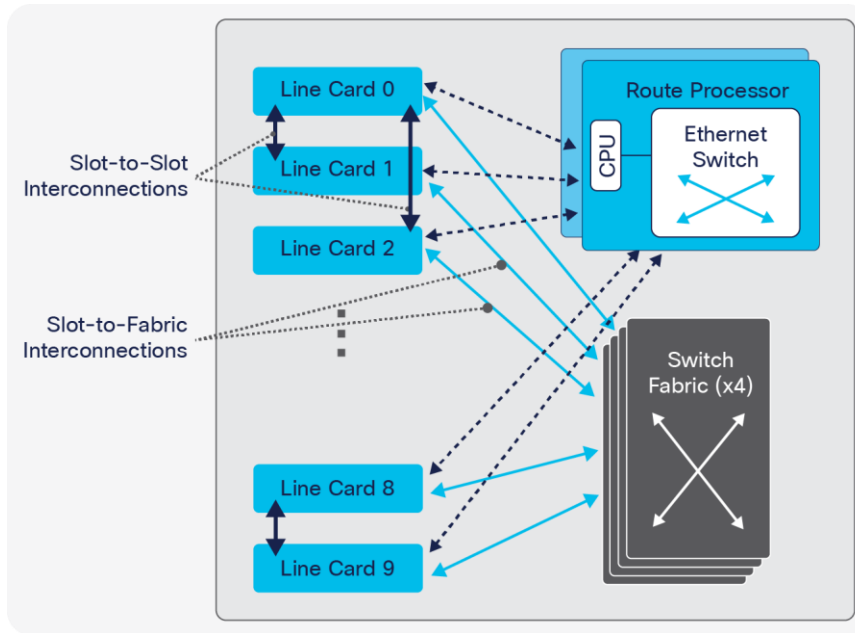 Line Card 0
Line Card 1
Line Card 2
Line Card 8
Line Card 9
Slot-to-Slot
Interconnections
Slot-to-Fabric
Interconnections
Route Processor
CPU
Ethernet
Switch
Switch
Fabric (x4)